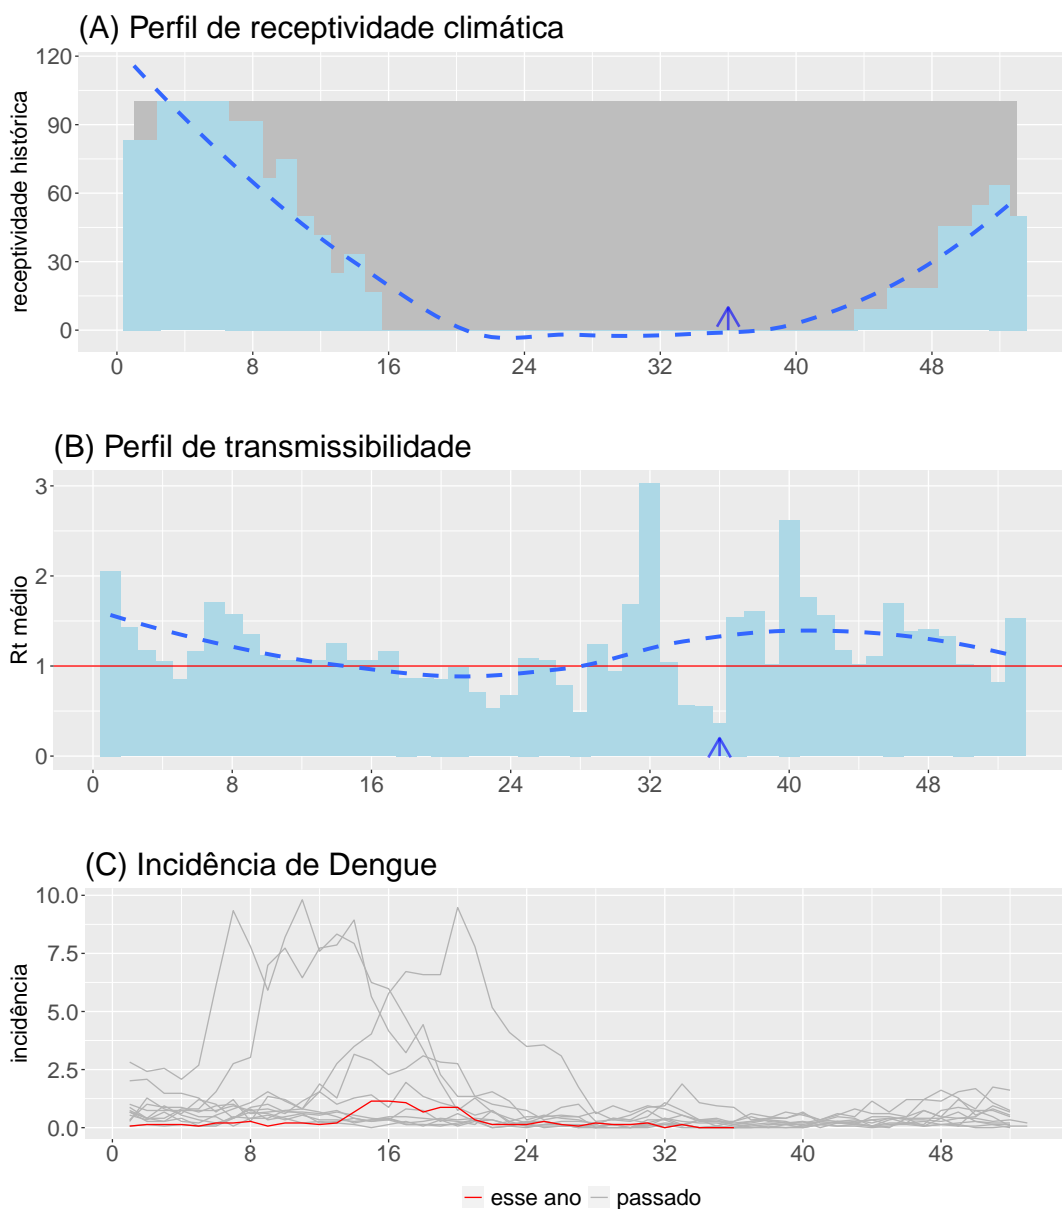 (A) Perfil de receptividade climática
receptividade histórica
120
90
60
30
0
0 8 16 24 32 40 48
(B) Perfil de transmissibilidade
Rt médio
3
2
1
0
0 8 16 24 32 40 48
(C) Incidência de Dengue
incidência
10.0
7.5
5.0
2.5
0.0
0 8 16 24 32 40 48
esse ano passado